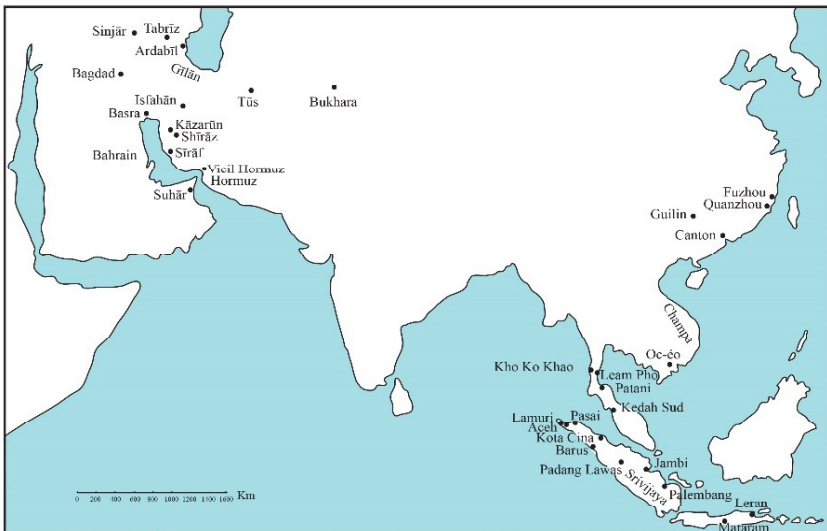 Sinjār
Tabrīz
Ardabīl
Gīlān
Bagdad
Isfahān
Tūs
Bukhara
Basra
Kāzarūn
Shīrāz
Bahrain
Sīrāf
Vieil Hormuz
Hormuz
Suhār
Fuzhou
Quanzhou
Guilin
Canton
Champa
Oc-èo
Kho Ko Khao
Leam Pho
Patani
Kedah Sud
Lamuri
Pasai
Aceh
Kota Cina
Barus
Padang Lawas
Jambi
Srivijaya
Palembang
Leran
Mataram
0 200 400 600 800 1000 1200 1400 1600 Km